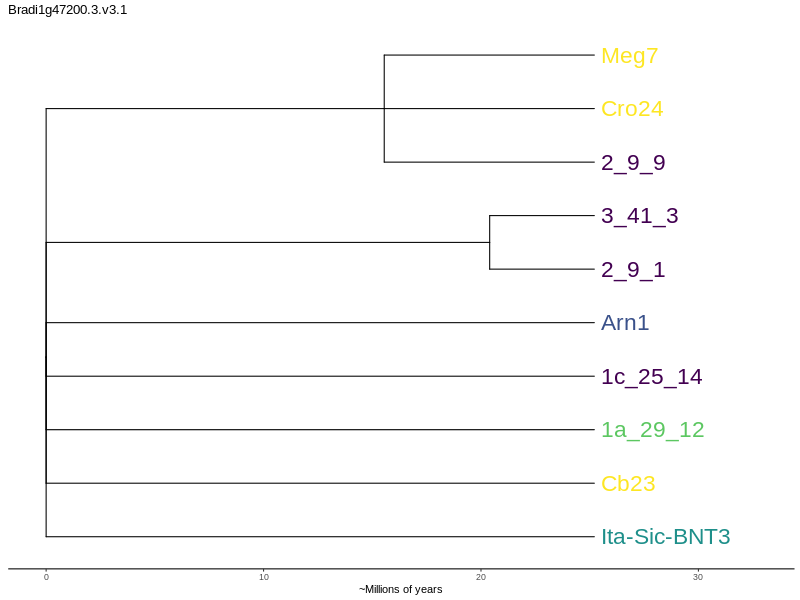 Bradi1g47200.3.v3.1
Meg7
Cro24
2_9_9
3_41_3
2_9_1
Arn1
1c_25_14
1a_29_12
Cb23
Ita-Sic-BNT3
0 10 20 30
~Millions of years